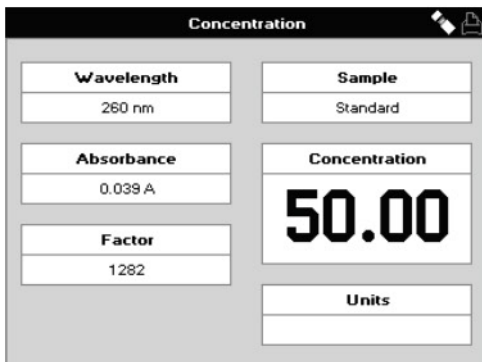 Concentration
Wavelength
260 nm
Absorbance
0.039 A
Factor
1282
Sample
Standard
Concentration
50.00
Units